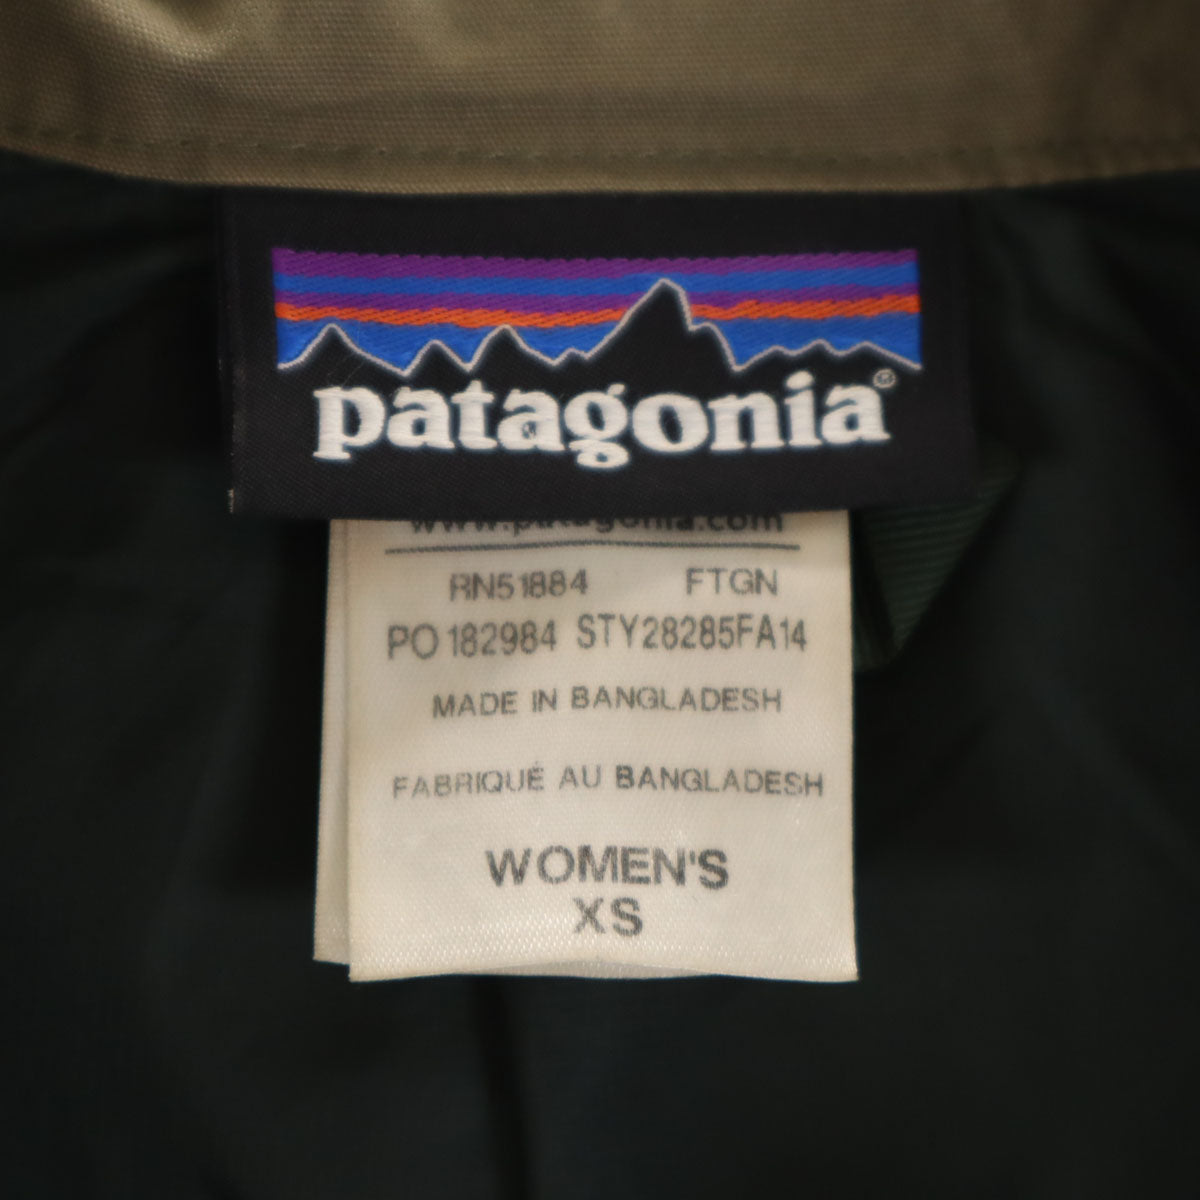 patagonia®
www.patagonia.com
RN51884 FTGN
PO 182984 STY28285FA14
MADE IN BANGLADESH
FABRIQUÉ AU BANGLADESH
WOMEN'S
XS